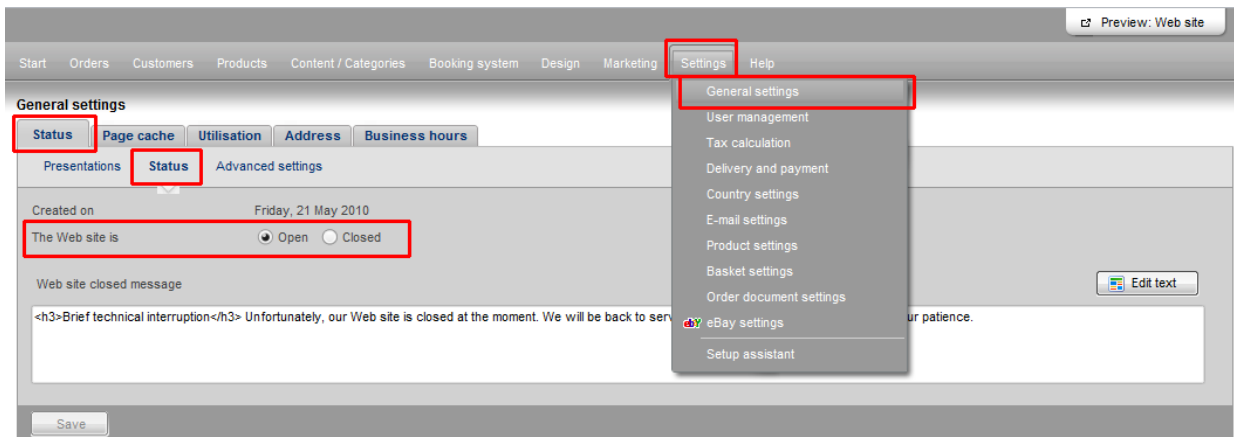 Preview: Web site
Start Orders Customers Products Content / Categories Booking system Design Marketing Settings Help
General settings
General settings
Status Page cache Utilisation Address Business hours
User management
Tax calculation
Presentations Status Advanced settings
Delivery and payment
Country settings
Created on Friday, 21 May 2010
E-mail settings
The Web site is Open Closed
Product settings
Basket settings
Web site closed message
Edit text
Order document settings
<h3>Brief technical interruption</h3> Unfortunately, our Web site is closed at the moment. We will be back to serv
ur patience.
ebY eBay settings
Setup assistant
Save